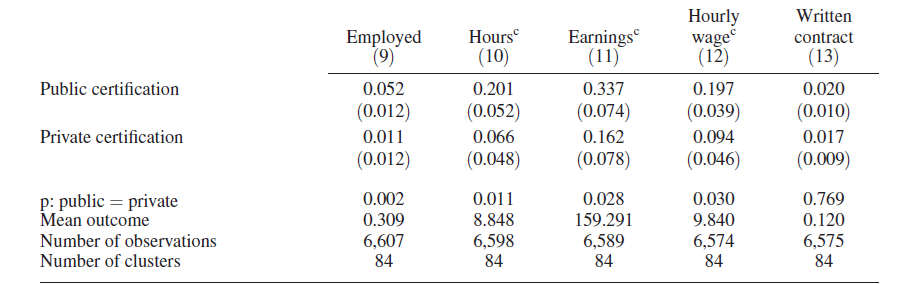 Employed Hoursᶜ Earningsᶜ Hourly wageᶜ Written contract
(9) (10) (11) (12) (13)
Public certification 0.052 0.201 0.337 0.197 0.020
(0.012) (0.052) (0.074) (0.039) (0.010)
Private certification 0.011 0.066 0.162 0.094 0.017
(0.012) (0.048) (0.078) (0.046) (0.009)
p: public = private 0.002 0.011 0.028 0.030 0.769
Mean outcome 0.309 8.848 159.291 9.840 0.120
Number of observations 6,607 6,598 6,589 6,574 6,575
Number of clusters 84 84 84 84 84